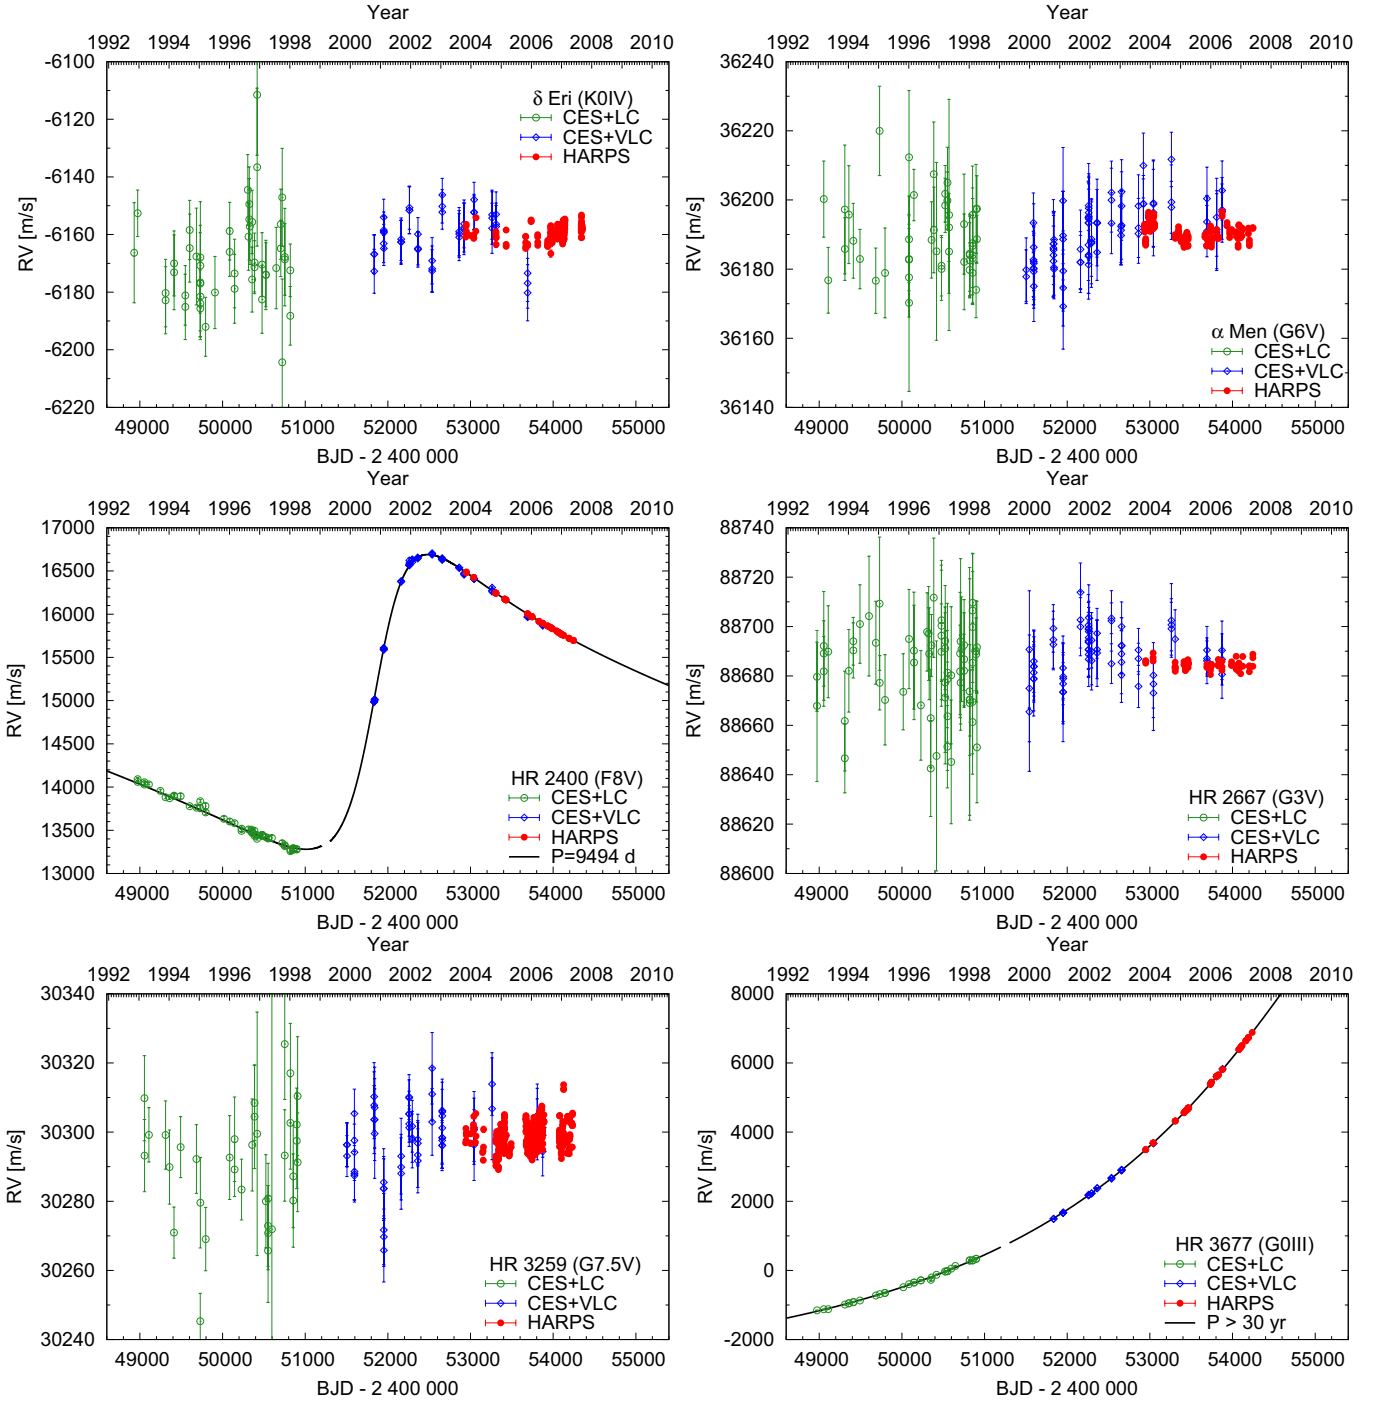 Year
1992 1994 1996 1998 2000 2002 2004 2006 2008 2010
-6100
-6120
-6140
-6160
-6180
-6200
-6220
RV [m/s]
δ Eri (K0IV)
CES+LC
CES+VLC
HARPS
49000 50000 51000 52000 53000 54000 55000
BJD - 2 400 000
Year
1992 1994 1996 1998 2000 2002 2004 2006 2008 2010
36240
36220
36200
36180
36160
36140
RV [m/s]
α Men (G6V)
CES+LC
CES+VLC
HARPS
49000 50000 51000 52000 53000 54000 55000
BJD - 2 400 000
Year
1992 1994 1996 1998 2000 2002 2004 2006 2008 2010
17000
16500
16000
15500
15000
14500
14000
13500
13000
RV [m/s]
HR 2400 (F8V)
CES+LC
CES+VLC
HARPS
P=9494 d
49000 50000 51000 52000 53000 54000 55000
BJD - 2 400 000
Year
1992 1994 1996 1998 2000 2002 2004 2006 2008 2010
88740
88720
88700
88680
88660
88640
88620
88600
RV [m/s]
HR 2667 (G3V)
CES+LC
CES+VLC
HARPS
49000 50000 51000 52000 53000 54000 55000
BJD - 2 400 000
Year
1992 1994 1996 1998 2000 2002 2004 2006 2008 2010
30340
30320
30300
30280
30260
30240
RV [m/s]
HR 3259 (G7.5V)
CES+LC
CES+VLC
HARPS
49000 50000 51000 52000 53000 54000 55000
BJD - 2 400 000
Year
1992 1994 1996 1998 2000 2002 2004 2006 2008 2010
8000
6000
4000
2000
0
-2000
RV [m/s]
HR 3677 (G0III)
CES+LC
CES+VLC
HARPS
P > 30 yr
49000 50000 51000 52000 53000 54000 55000
BJD - 2 400 000